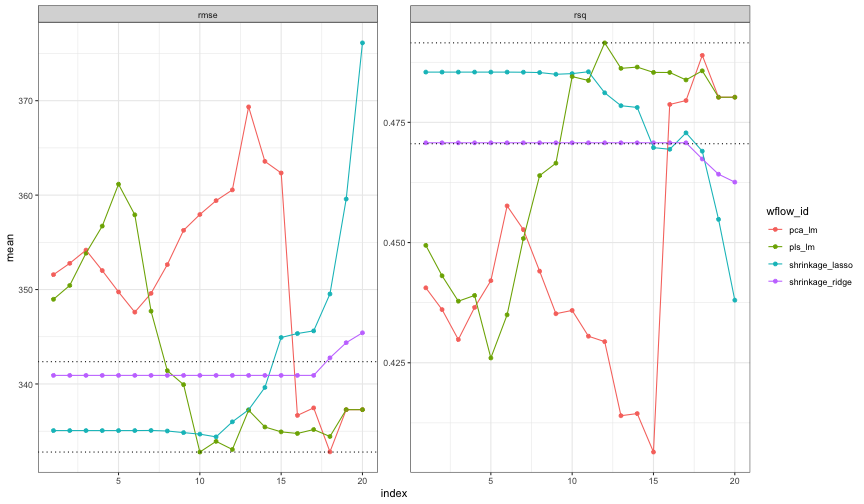 rmse
rsq
mean
370
360
350
340
0.475
0.450
0.425
5
10
15
20
5
10
15
20
index
wflow_id
pca_lm
pls_lm
shrinkage_lasso
shrinkage_ridge